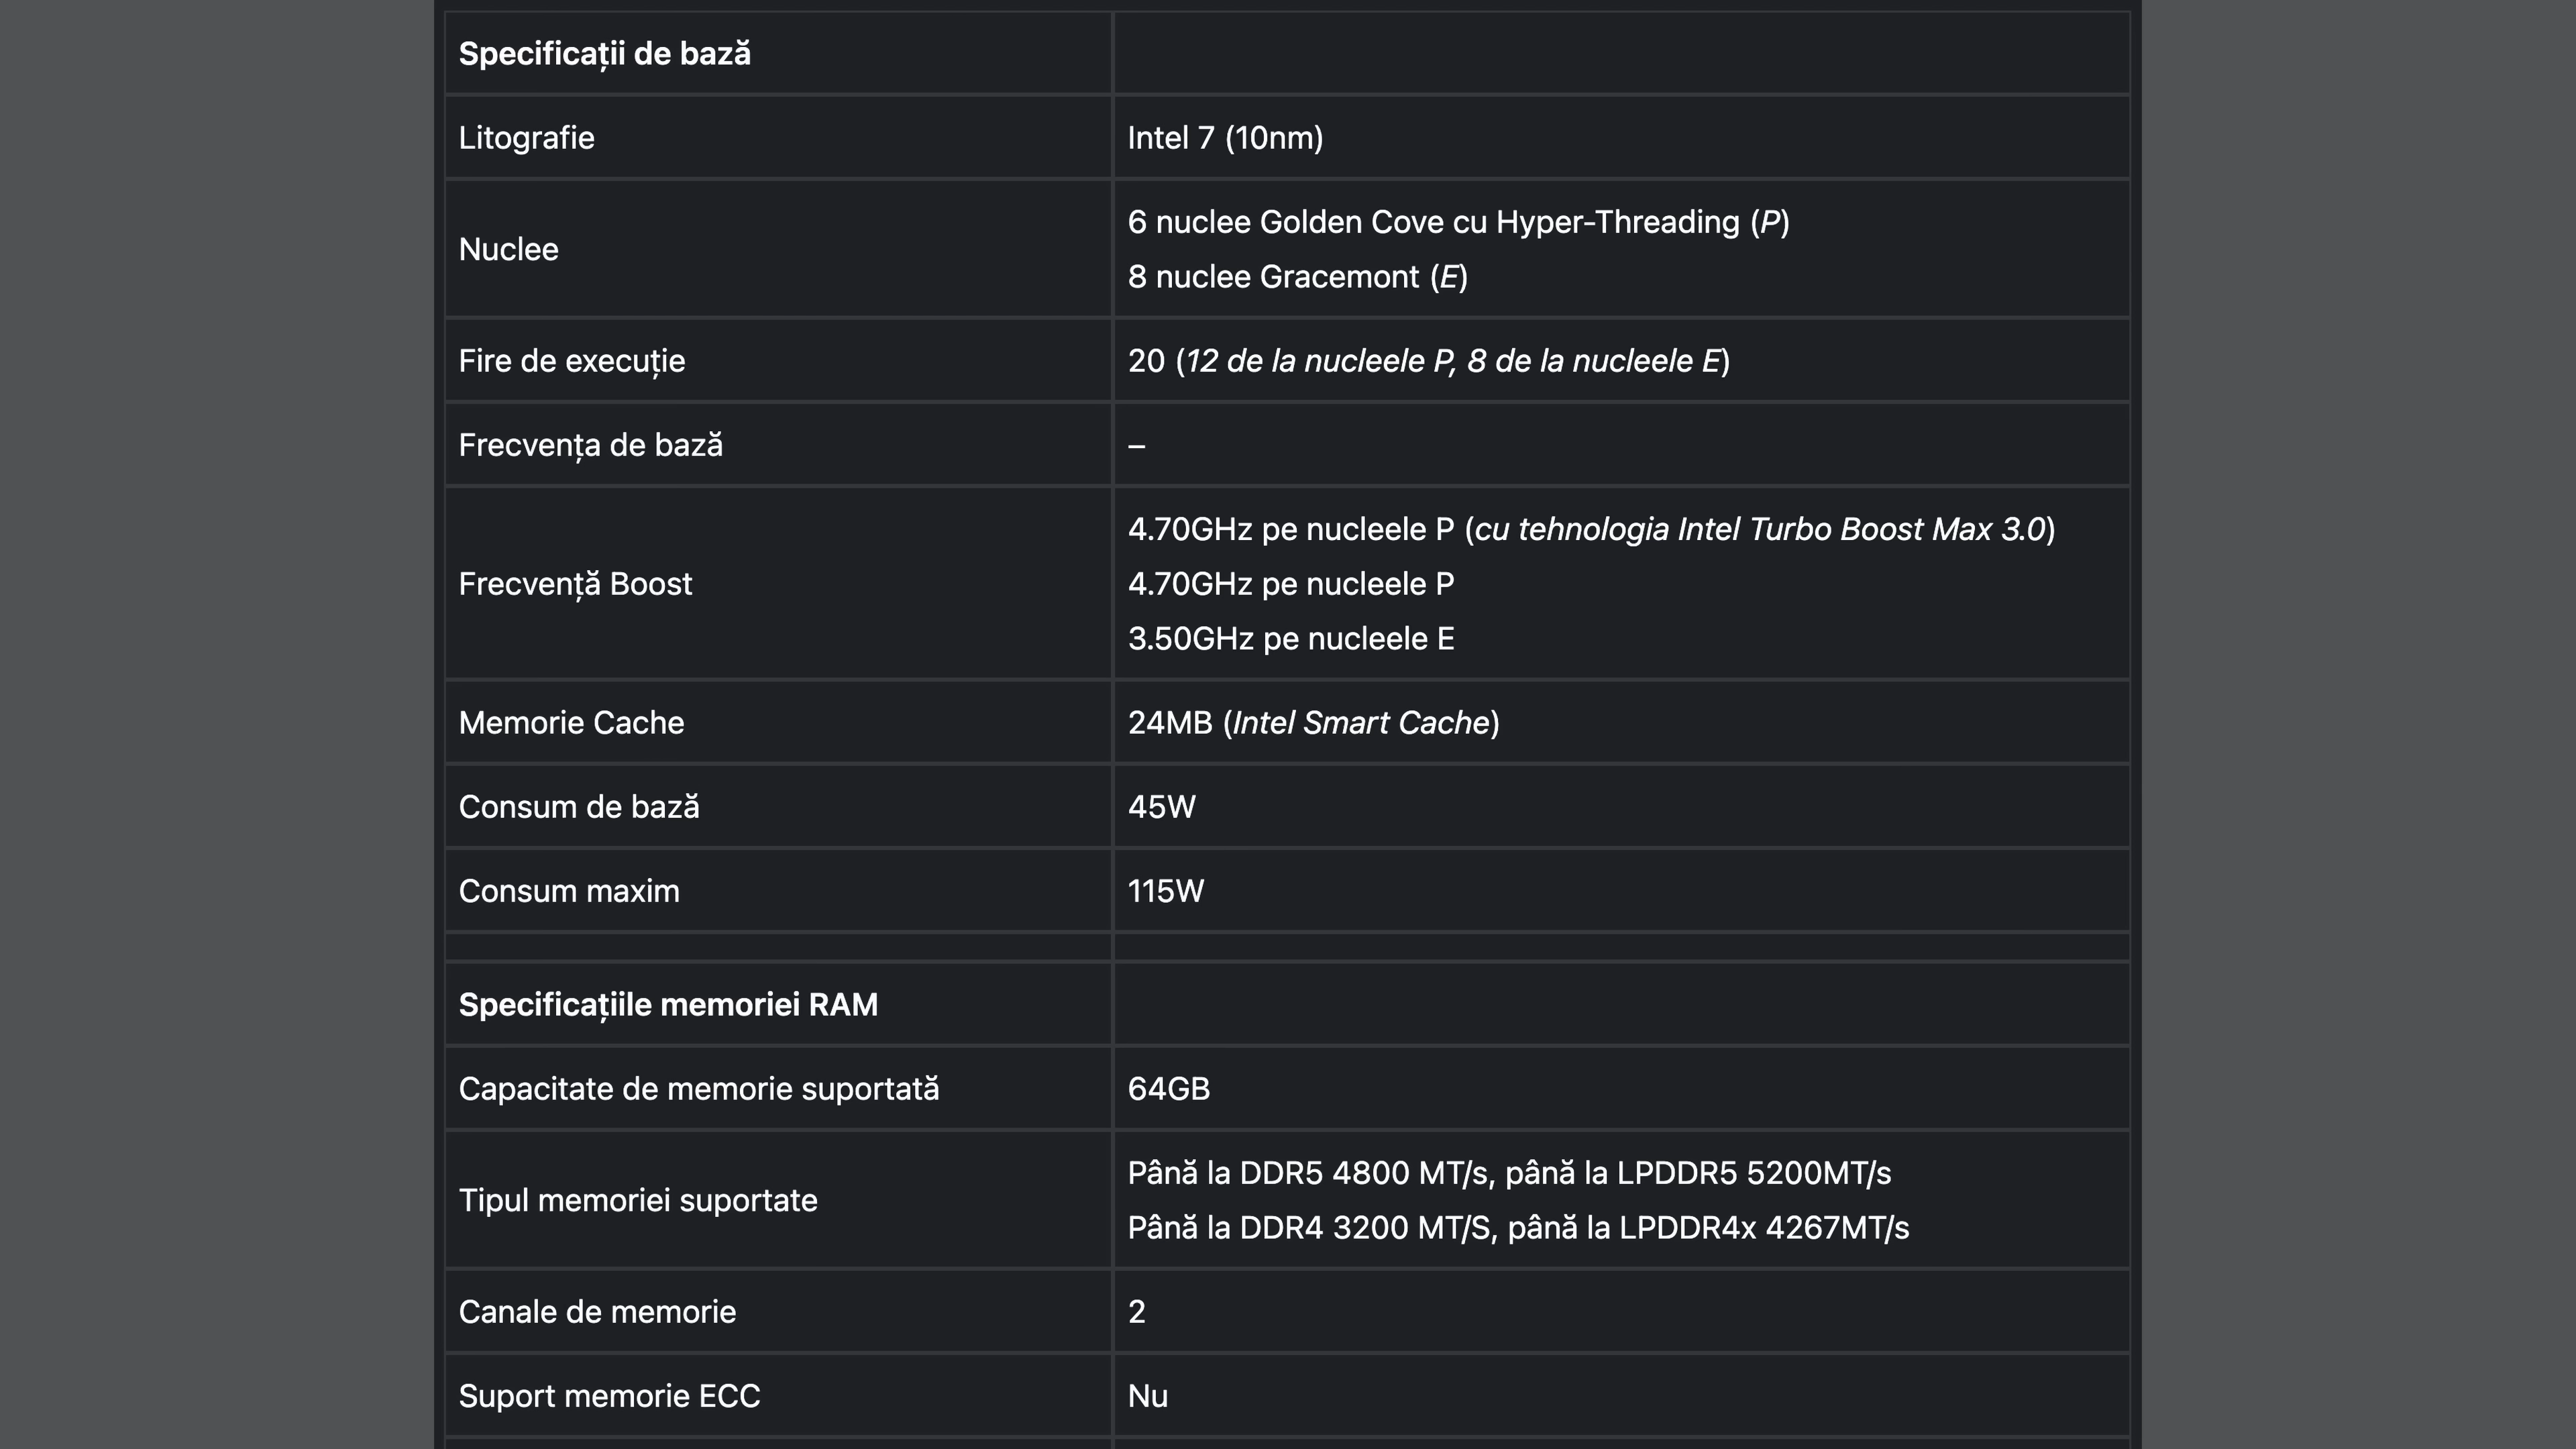 Specificații de bază
Litografie
Intel 7 (10nm)
Nuclee
6 nuclee Golden Cove cu Hyper-Threading (P)
8 nuclee Gracemont (E)
Fire de execuție
20 (12 de la nucleele P, 8 de la nucleele E)
Frecvența de bază
–
Frecvență Boost
4.70GHz pe nucleele P (cu tehnologia Intel Turbo Boost Max 3.0)
4.70GHz pe nucleele P
3.50GHz pe nucleele E
Memorie Cache
24MB (Intel Smart Cache)
Consum de bază
45W
Consum maxim
115W
Specificațiile memoriei RAM
Capacitate de memorie suportată
64GB
Tipul memoriei suportate
Până la DDR5 4800 MT/s, până la LPDDR5 5200MT/s
Până la DDR4 3200 MT/S, până la LPDDR4x 4267MT/s
Canale de memorie
2
Suport memorie ECC
Nu